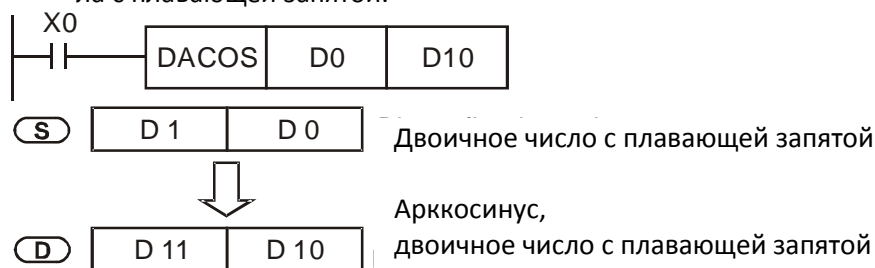 ла с плавающей запятой.
X0
DACOS D0 D10
S D 1 D 0 Двоичное число с плавающей запятой
Арккосинус,
D D 11 D 10 двоичное число с плавающей запятой